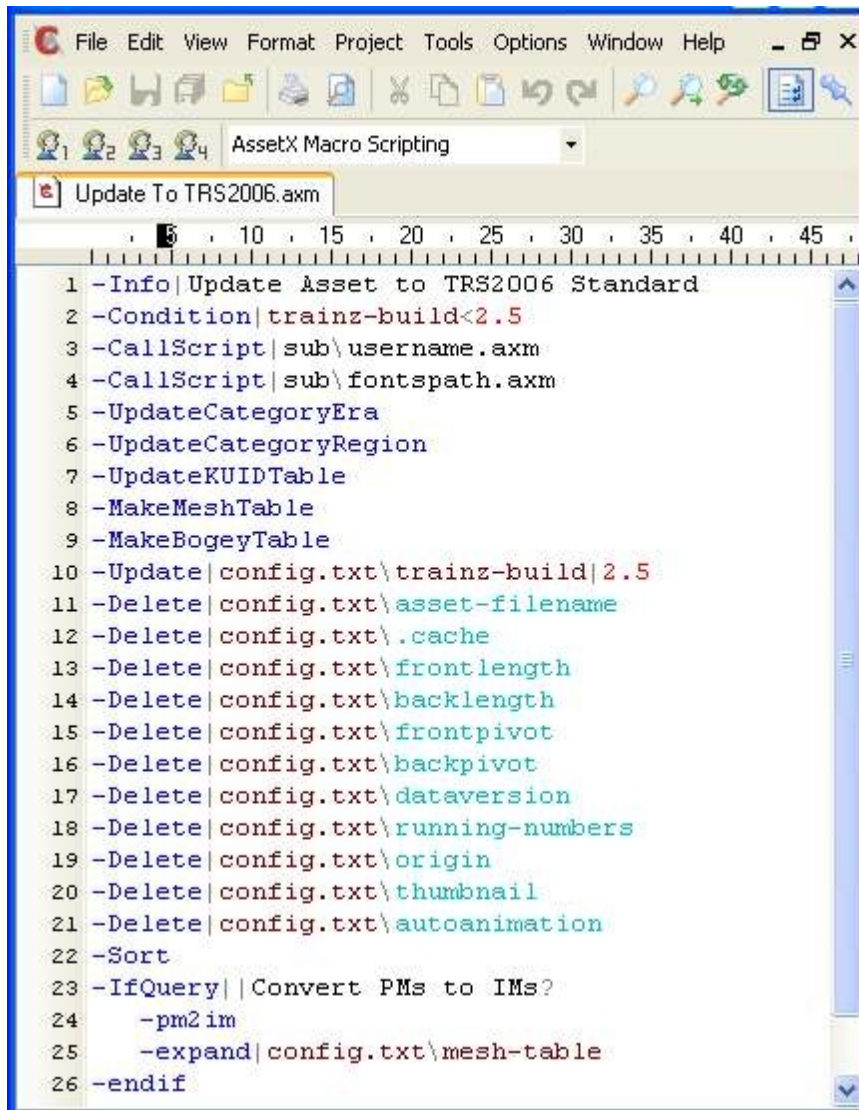 File Edit View Format Project Tools Options Window Help
1 2 3 4 AssetX Macro Scripting
Update To TRS2006.axm
5 10 15 20 25 30 35 40 45
1 -Info|Update Asset to TRS2006 Standard
2 -Condition|trainz-build<2.5
3 -CallScript|sub\username.axm
4 -CallScript|sub\fontspath.axm
5 -UpdateCategoryEra
6 -UpdateCategoryRegion
7 -UpdateKUIDTable
8 -MakeMeshTable
9 -MakeBogeyTable
10 -Update|config.txt\trainz-build|2.5
11 -Delete|config.txt\asset-filename
12 -Delete|config.txt\.cache
13 -Delete|config.txt\frontlength
14 -Delete|config.txt\backlength
15 -Delete|config.txt\frontpivot
16 -Delete|config.txt\backpivot
17 -Delete|config.txt\dataversion
18 -Delete|config.txt\running-numbers
19 -Delete|config.txt\origin
20 -Delete|config.txt\thumbnail
21 -Delete|config.txt\autoanimation
22 -Sort
23 -IfQuery||Convert PMs to IMs?
24 -pm2im
25 -expand|config.txt\mesh-table
26 -endif